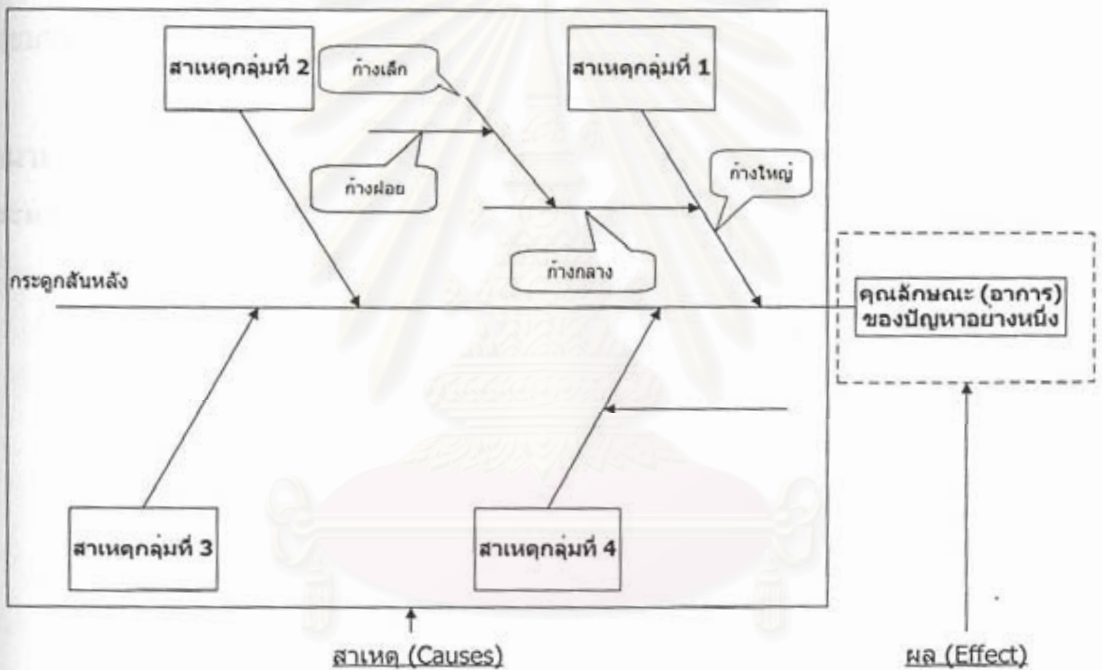 สาเหตุกลุ่มที่ 2
ก้างเล็ก
สาเหตุกลุ่มที่ 1
ก้างฝอย
ก้างใหญ่
ก้างกลาง
กระดูกสันหลัง
คุณลักษณะ (อาการ)
ของปัญหาอย่างหนึ่ง
สาเหตุกลุ่มที่ 3
สาเหตุกลุ่มที่ 4
สาเหตุ (Causes)
ผล (Effect)